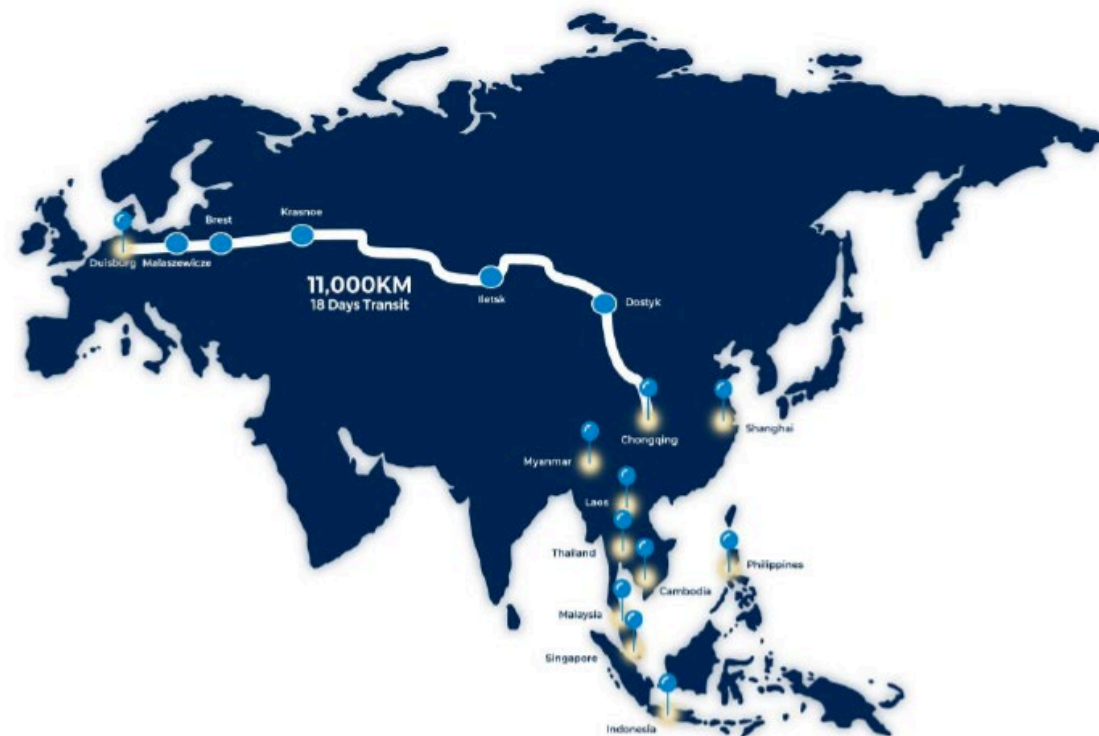 Brest
Krasnoe
Duisburg
Malaszewicze
11,000KM
18 Days Transit
Iletsk
Dostyk
Chongqing
Shanghai
Myanmar
Laos
Thailand
Philippines
Cambodia
Malaysia
Singapore
Indonesia